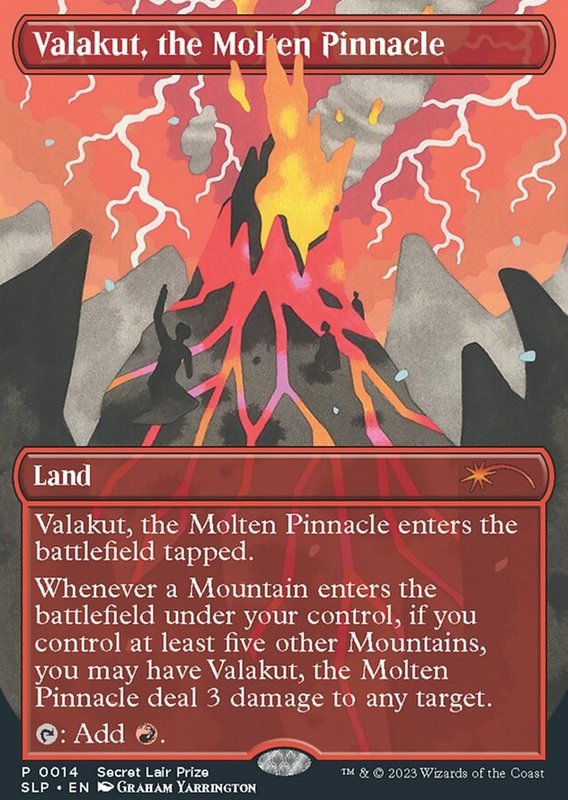 Valakut, the Molten Pinnacle
Land
Valakut, the Molten Pinnacle enters the
battlefield tapped.
Whenever a Mountain enters the
battlefield under your control, if you
control at least five other Mountains,
you may have Valakut, the Molten
Pinnacle deal 3 damage to any target.
: Add .
P 0014 Secret Lair Prize
SLP • EN GRAHAM YARRINGTON
™ & © 2023 Wizards of the Coast